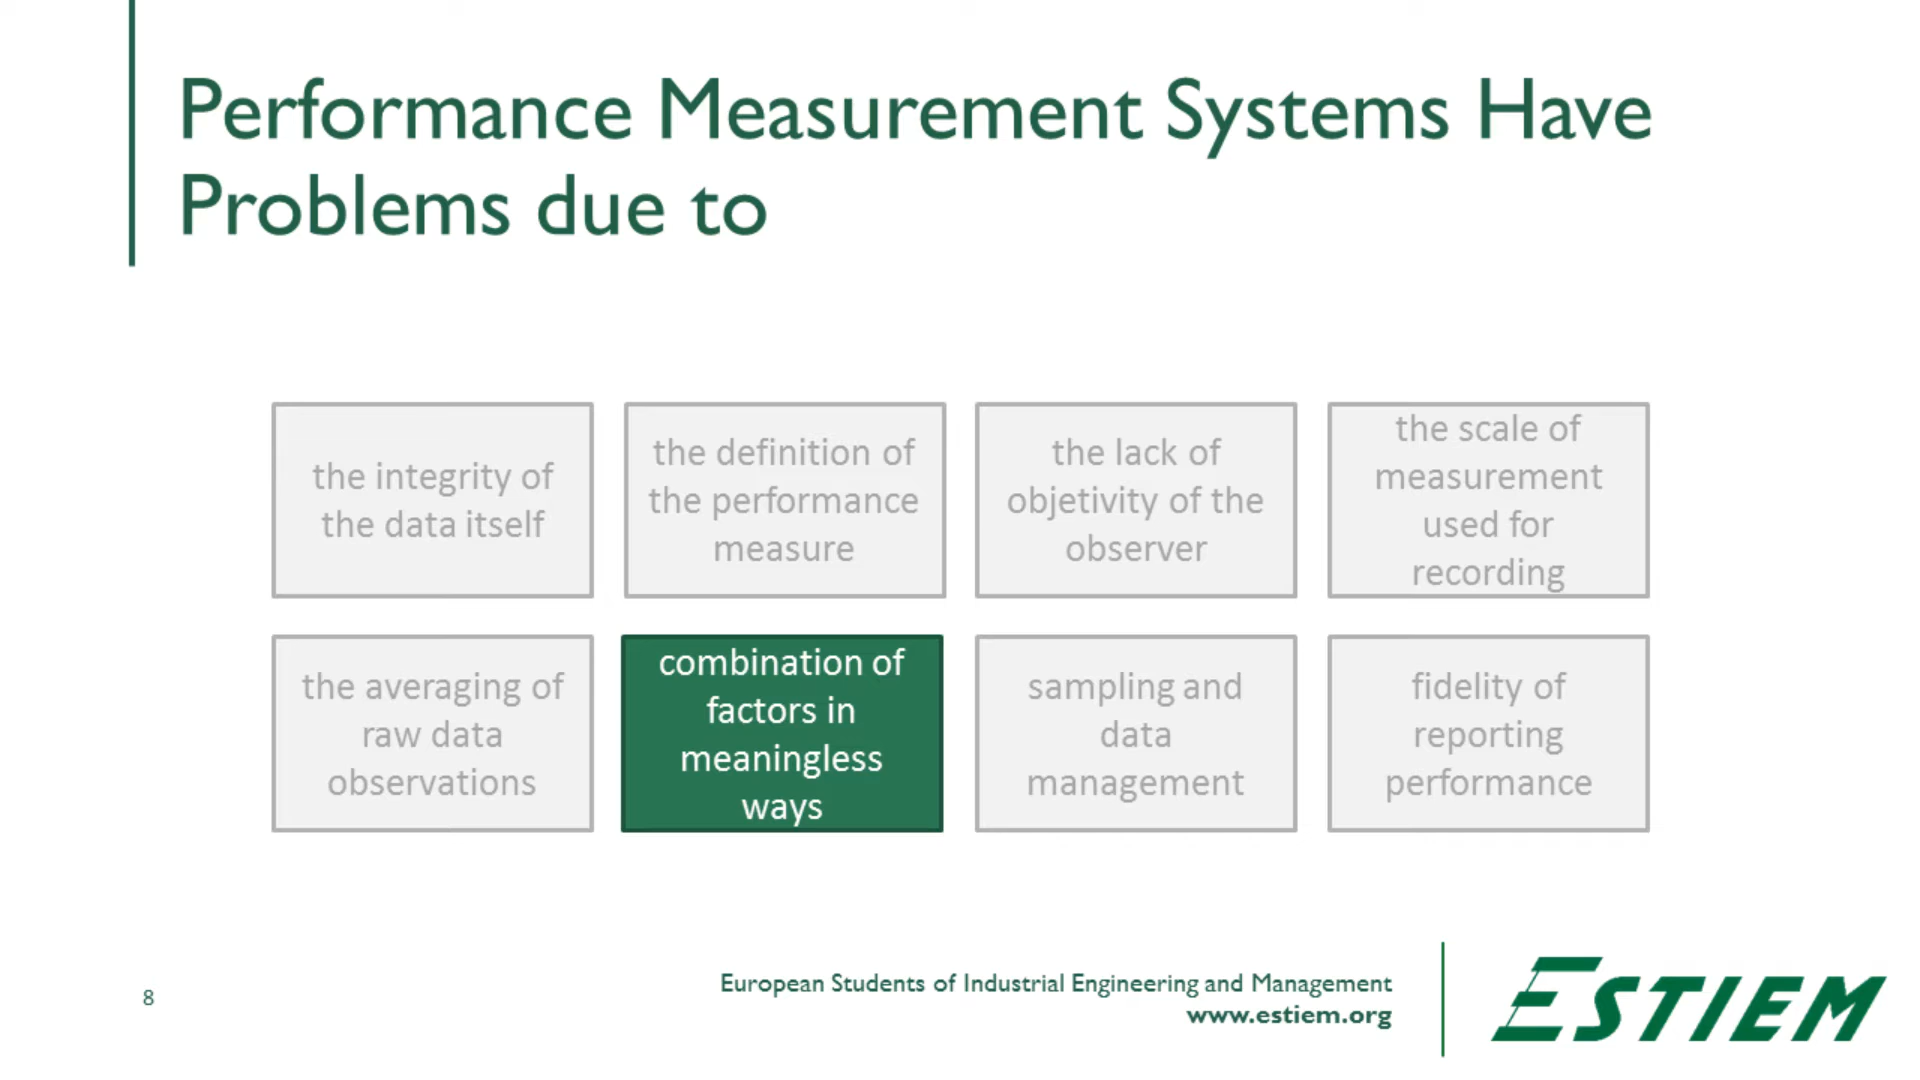 Performance Measurement Systems Have
Problems due to
the integrity of
the data itself
the definition of
the performance
measure
the lack of
objetivity of the
observer
the scale of
measurement
used for
recording
the averaging of
raw data
observations
combination of
factors in
meaningless
ways
sampling and
data
management
fidelity of
reporting
performance
8
European Students of Industrial Engineering and Management
www.estiem.org
ESTIEM